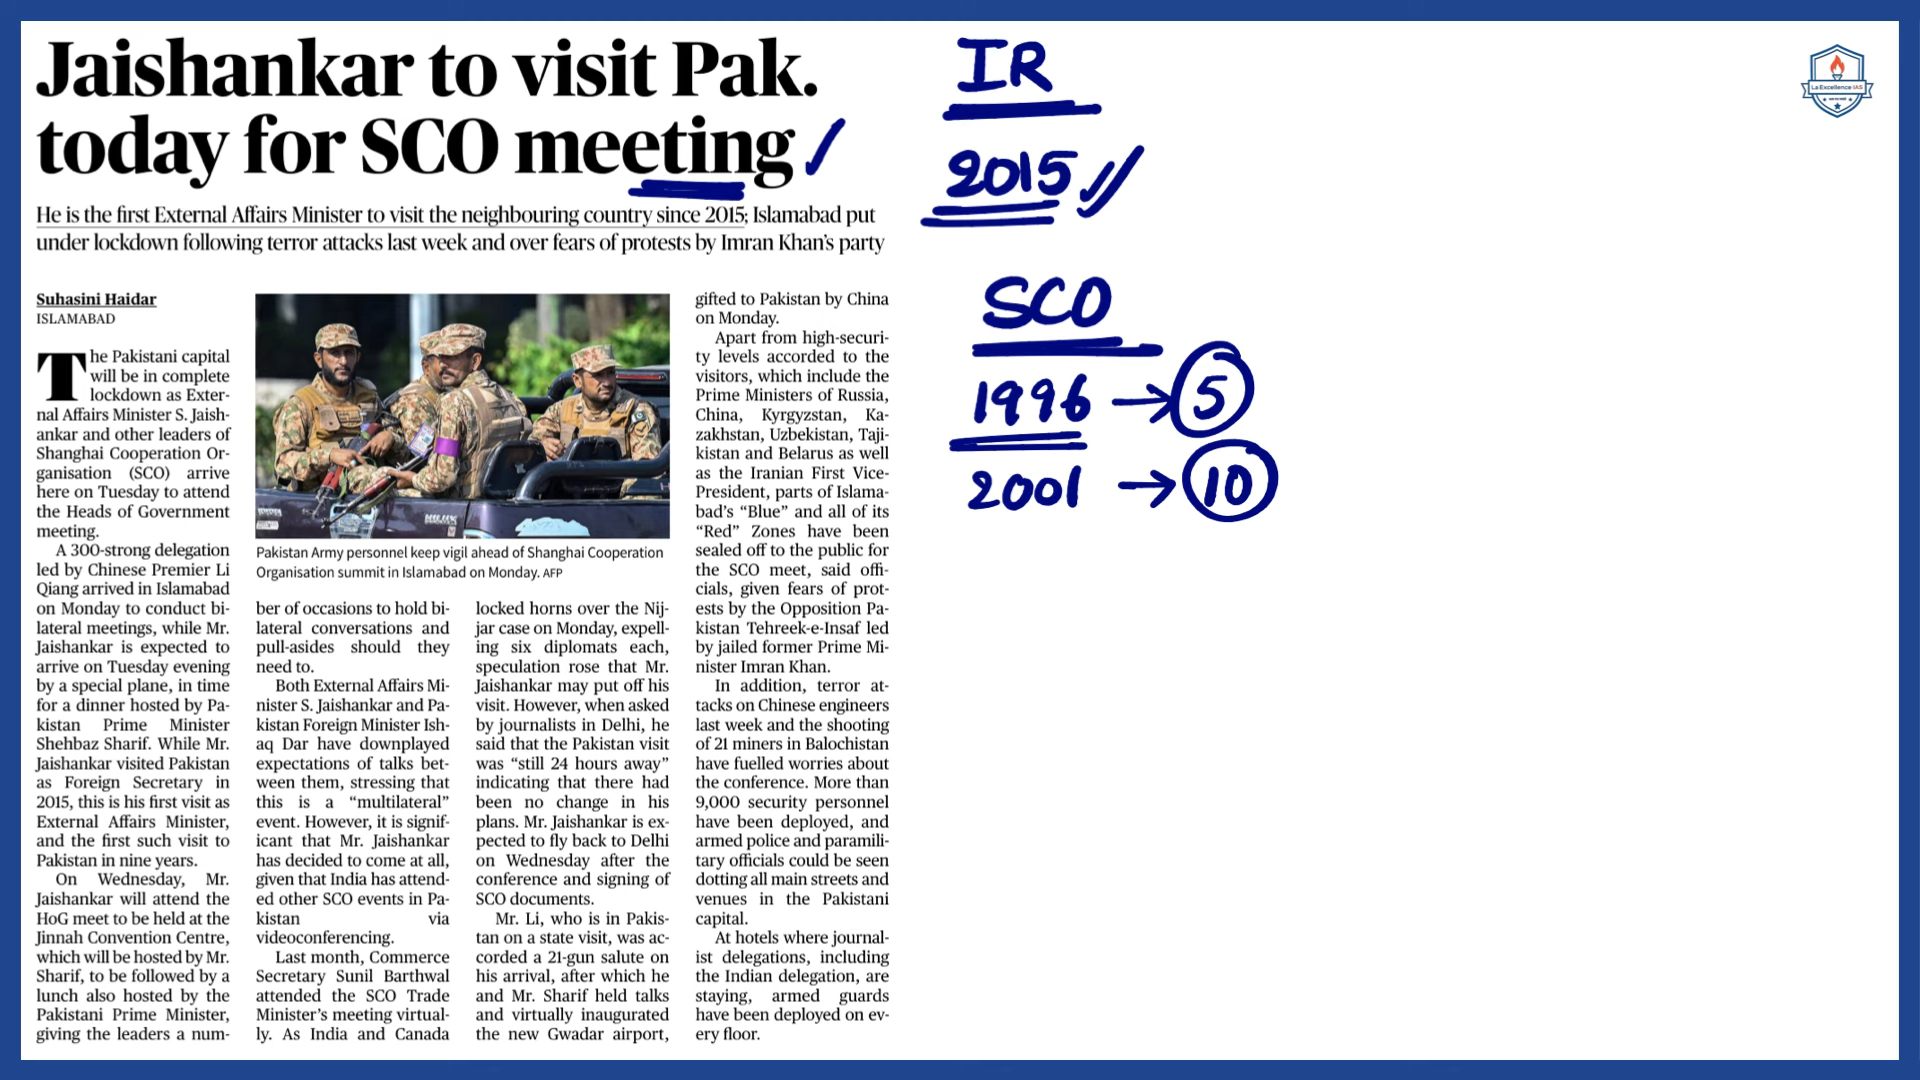 Jaishankar to visit Pak.
today for SCO meeting
He is the first External Affairs Minister to visit the neighbouring country since 2015; Islamabad put
under lockdown following terror attacks last week and over fears of protests by Imran Khan's party
Suhasini Haidar
ISLAMABAD
The Pakistani capital
will be in complete
lockdown as Exter-
nal Affairs Minister S. Jaish-
ankar and other leaders of
Shanghai Cooperation Or-
ganisation (SCO) arrive
here on Tuesday to attend
the Heads of Government
meeting.
A 300-strong delegation
led by Chinese Premier Li
Qiang arrived in Islamabad
on Monday to conduct bi-
lateral meetings, while Mr.
Jaishankar is expected to
arrive on Tuesday evening
by a special plane, in time
for a dinner hosted by Pa-
kistan Prime Minister
Shehbaz Sharif. While Mr.
Jaishankar visited Pakistan
as Foreign Secretary in
2015, this is his first visit as
External Affairs Minister,
and the first such visit to
Pakistan in nine years.
On Wednesday, Mr.
Jaishankar will attend the
HoG meet to be held at the
Jinnah Convention Centre,
which will be hosted by Mr.
Sharif, to be followed by a
lunch also hosted by the
Pakistani Prime Minister,
giving the leaders a num-
Pakistan Army personnel keep vigil ahead of Shanghai Cooperation
Organisation summit in Islamabad on Monday. AFP
ber of occasions to hold bi-
lateral conversations and
pull-asides should they
need to.
Both External Affairs Mi-
nister S. Jaishankar and Pa-
kistan Foreign Minister Ish-
aq Dar have downplayed
expectations of talks bet-
ween them, stressing that
this is a “multilateral”
event. However, it is signif-
icant that Mr. Jaishankar
has decided to come at all,
given that India has attend-
ed other SCO events in Pa-
kistan via
videoconferencing.
Last month, Commerce
Secretary Sunil Barthwal
attended the SCO Trade
Minister's meeting virtual-
ly. As India and Canada
locked horns over the Nij-
jar case on Monday, expell-
ing six diplomats each,
speculation rose that Mr.
Jaishankar may put off his
visit. However, when asked
by journalists in Delhi, he
said that the Pakistan visit
was “still 24 hours away”
indicating that there had
been no change in his
plans. Mr. Jaishankar is ex-
pected to fly back to Delhi
on Wednesday after the
conference and signing of
SCO documents.
Mr. Li, who is in Pakis-
tan on a state visit, was ac-
corded a 21-gun salute on
his arrival, after which he
and Mr. Sharif held talks
and virtually inaugurated
the new Gwadar airport,
gifted to Pakistan by China
on Monday.
Apart from high-securi-
ty levels accorded to the
visitors, which include the
Prime Ministers of Russia,
China, Kyrgyzstan, Ka-
zakhstan, Uzbekistan, Taji-
kistan and Belarus as well
as the Iranian First Vice-
President, parts of Islama-
bad's “Blue” and all of its
“Red” Zones have been
sealed off to the public for
the SCO meet, said offi-
cials, given fears of prot-
ests by the Opposition Pa-
kistan Tehreek-e-Insaf led
by jailed former Prime Mi-
nister Imran Khan.
In addition, terror at-
tacks on Chinese engineers
last week and the shooting
of 21 miners in Balochistan
have fuelled worries about
the conference. More than
9,000 security personnel
have been deployed, and
armed police and paramili-
tary officials could be seen
dotting all main streets and
venues in the Pakistani
capital.
At hotels where journal-
ist delegations, including
the Indian delegation, are
staying, armed guards
have been deployed on ev-
ery floor.
IR
2015
SCO
1996 → 5
2001 → 10
La Excellence IAS